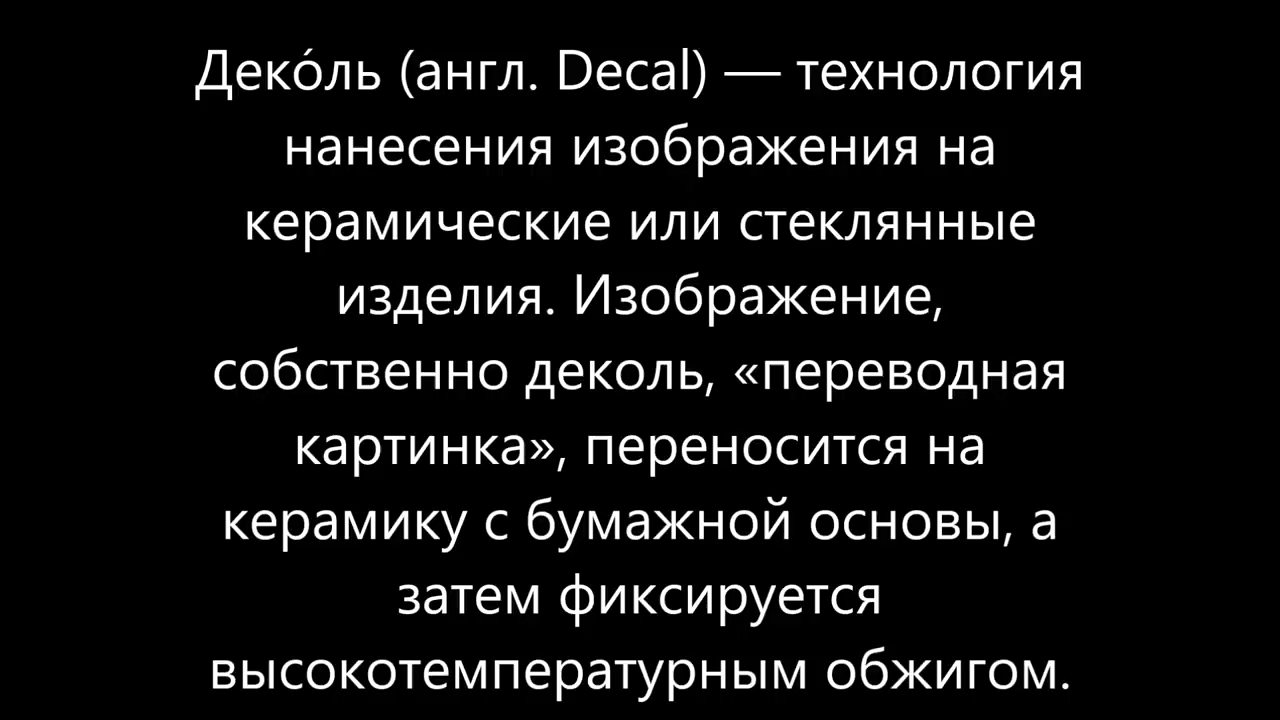 Деко́ль (англ. Decal) — технология
нанесения изображения на
керамические или стеклянные
изделия. Изображение,
собственно деколь, «переводная
картинка», переносится на
керамику с бумажной основы, а
затем фиксируется
высокотемпературным обжигом.